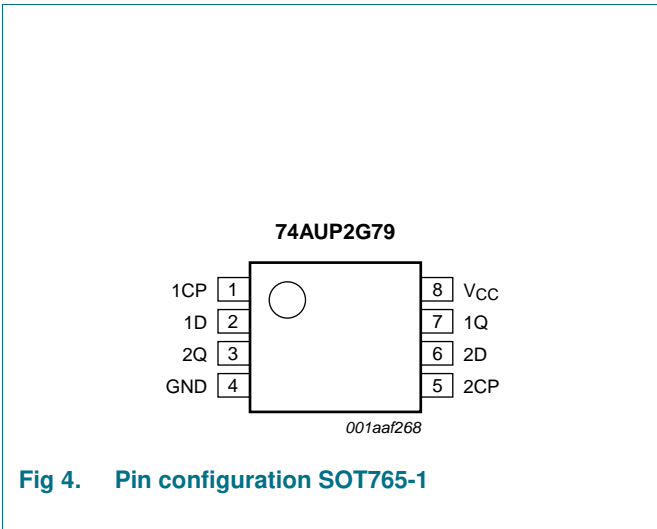 74AUP2G79
1CP 1 8 VCC
1D 2 7 1Q
2Q 3 6 2D
GND 4 5 2CP
001aaf268
Fig 4. Pin configuration SOT765-1